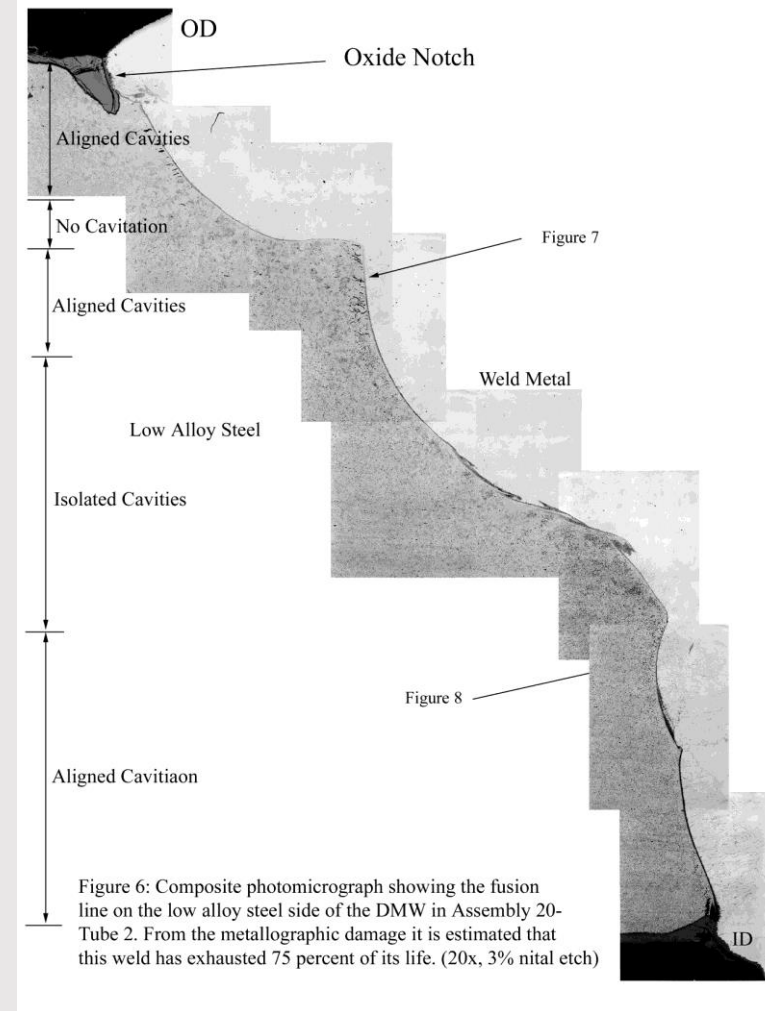 OD
Oxide Notch
Aligned Cavities
No Cavitation
Figure 7
Aligned Cavities
Weld Metal
Low Alloy Steel
Isolated Cavities
Figure 8
Aligned Cavitiaon
Figure 6: Composite photomicrograph showing the fusion
line on the low alloy steel side of the DMW in Assembly 20-
Tube 2. From the metallographic damage it is estimated that
this weld has exhausted 75 percent of its life. (20x, 3% nital etch)
ID